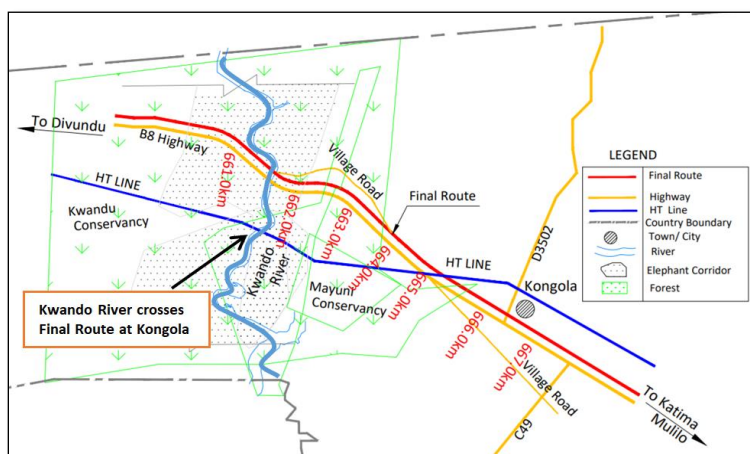 To Divundu
B8 Highway
HT LINE
Kwandu
Conservancy
661.0km
662.0km
Village Road
663.0km
Final Route
664.0km
665.0km
HT LINE
Kwando
River
Mayuni
Conservancy
Kwando River crosses
Final Route at Kongola
D3502
Kongola
666.0km
667.0km
Village Road
C49
To Katima
Mulilo
LEGEND
Final Route
Highway
HT Line
Country Boundary
Town/ City
River
Elephant Corridor
Forest